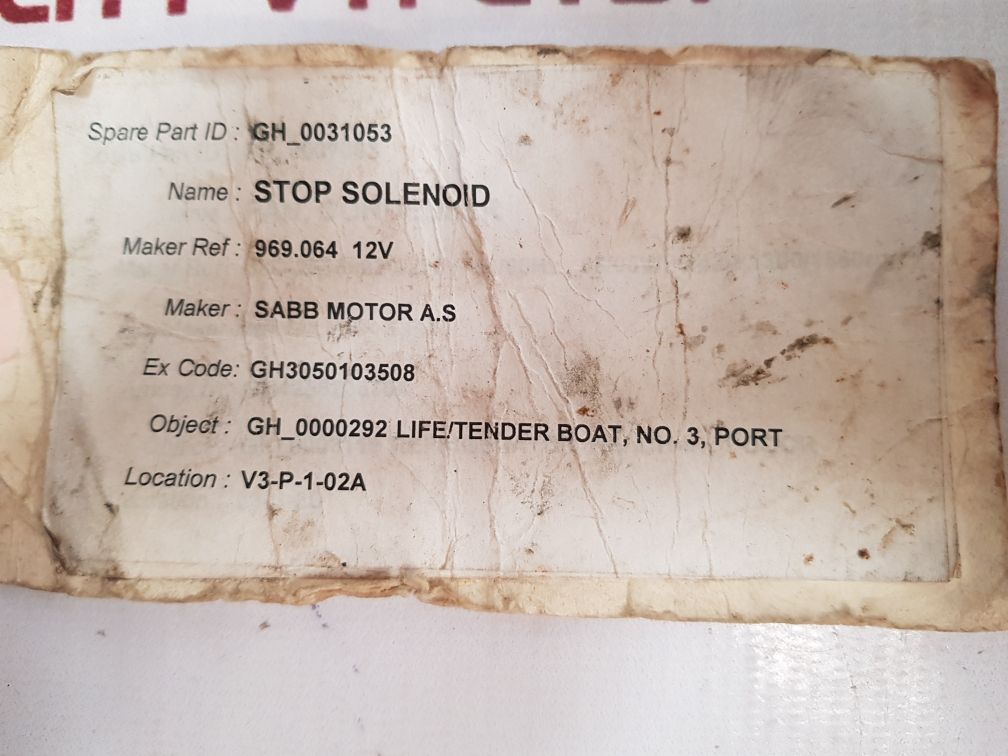 Spare Part ID : GH_0031053
Name : STOP SOLENOID
Maker Ref : 969.064 12V
Maker : SABB MOTOR A.S
Ex Code: GH3050103508
Object : GH_0000292 LIFE/TENDER BOAT, NO. 3, PORT
Location : V3-P-1-02A